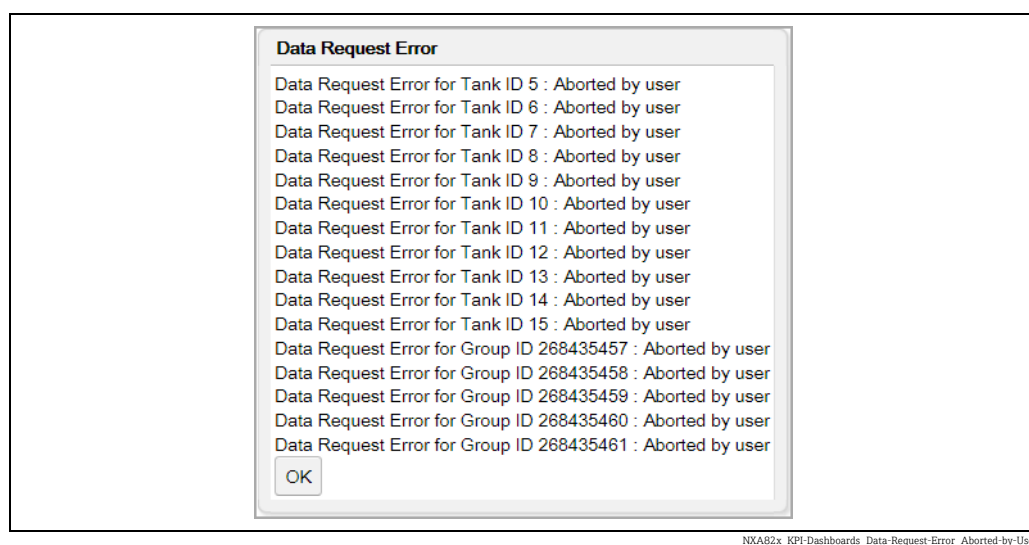 Data Request Error
Data Request Error for Tank ID 5 : Aborted by user
Data Request Error for Tank ID 6 : Aborted by user
Data Request Error for Tank ID 7 : Aborted by user
Data Request Error for Tank ID 8 : Aborted by user
Data Request Error for Tank ID 9 : Aborted by user
Data Request Error for Tank ID 10 : Aborted by user
Data Request Error for Tank ID 11 : Aborted by user
Data Request Error for Tank ID 12 : Aborted by user
Data Request Error for Tank ID 13 : Aborted by user
Data Request Error for Tank ID 14 : Aborted by user
Data Request Error for Tank ID 15 : Aborted by user
Data Request Error for Group ID 268435457 : Aborted by user
Data Request Error for Group ID 268435458 : Aborted by user
Data Request Error for Group ID 268435459 : Aborted by user
Data Request Error for Group ID 268435460 : Aborted by user
Data Request Error for Group ID 268435461 : Aborted by user
OK
NXA82x_KPI-Dashboards_Data-Request-Error_Aborted-by-Us